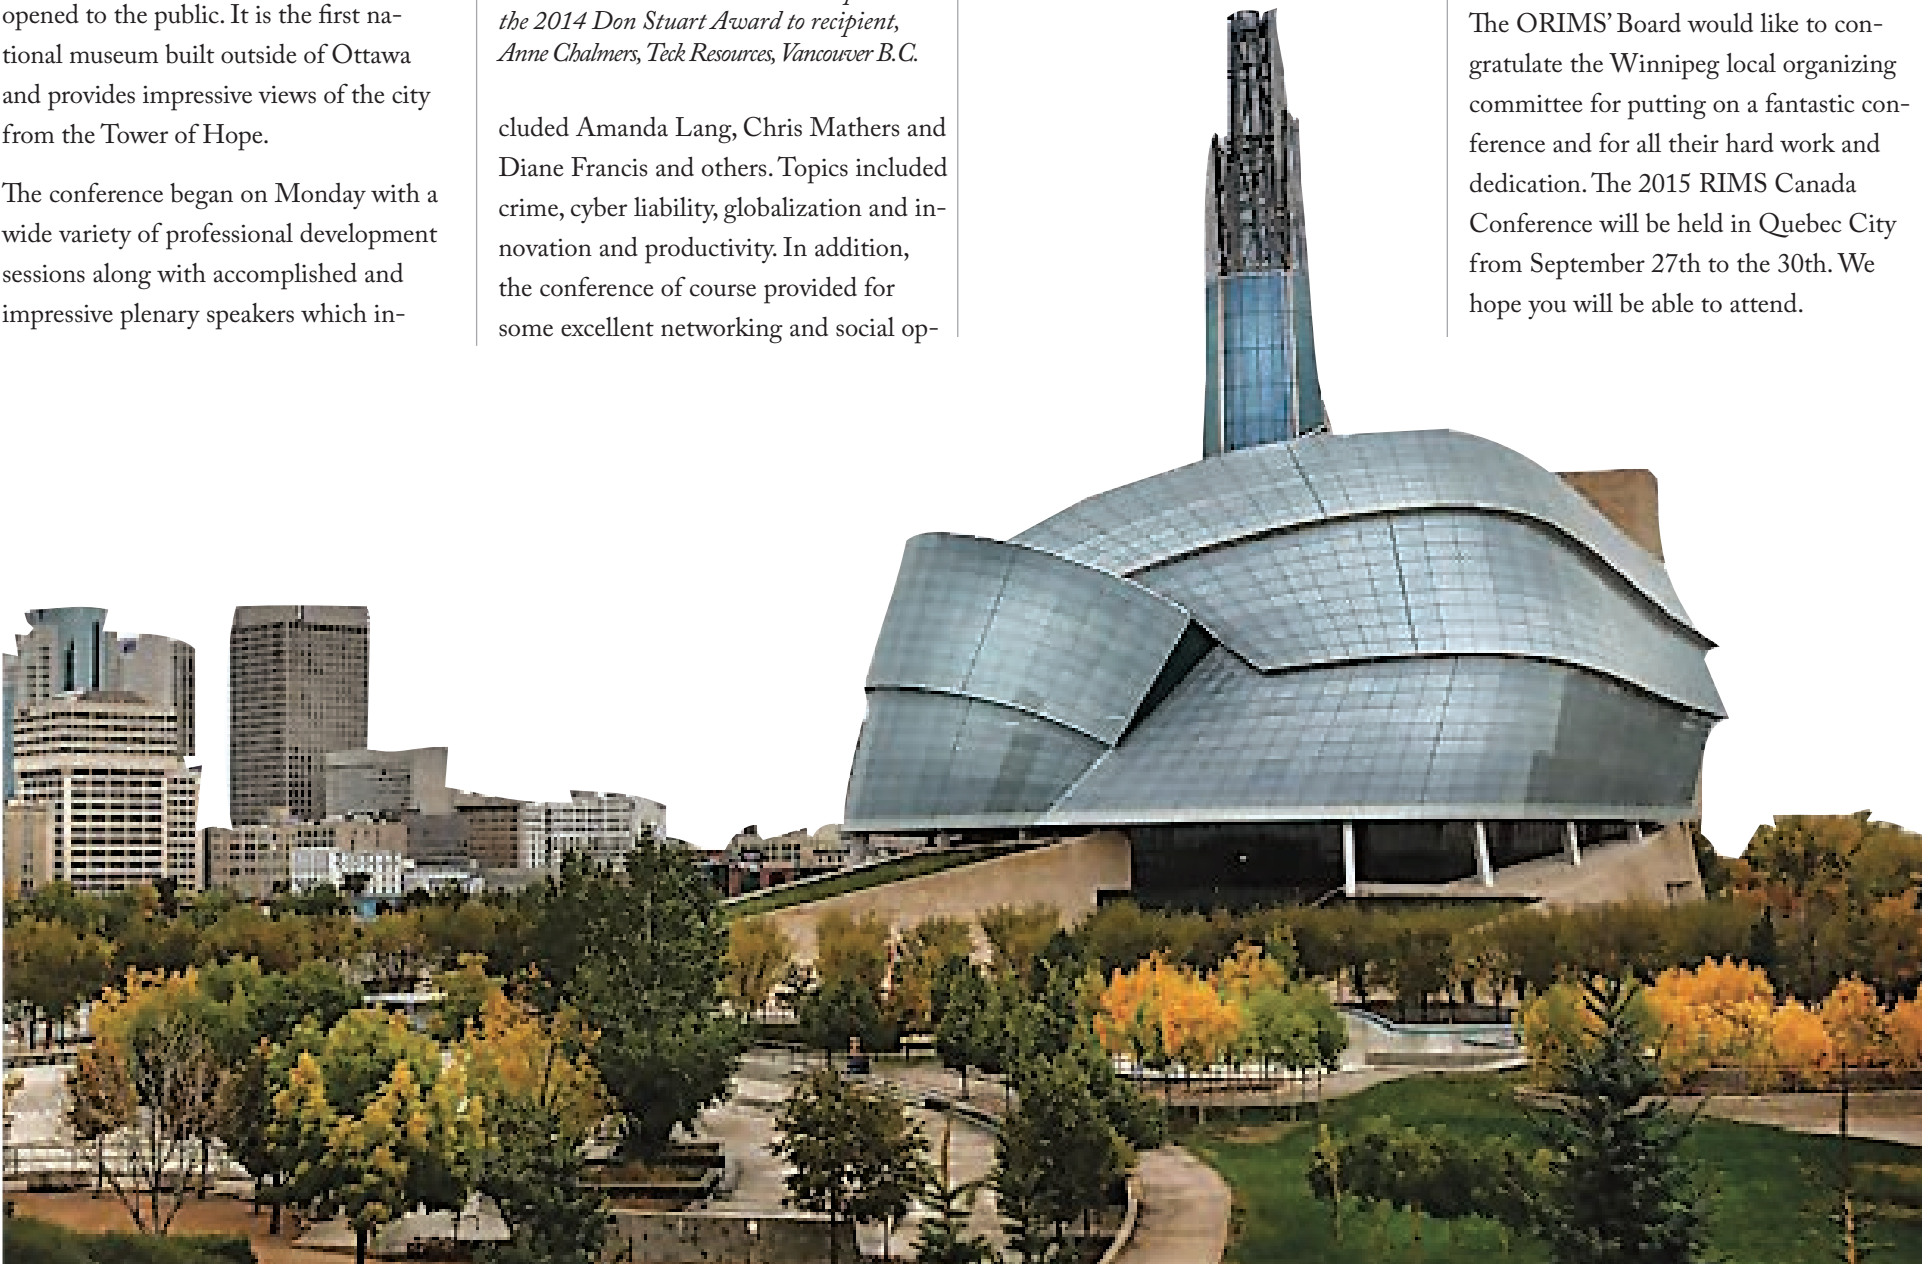 opened to the public. It is the first na-
tional museum built outside of Ottawa
and provides impressive views of the city
from the Tower of Hope.
The conference began on Monday with a
wide variety of professional development
sessions along with accomplished and
impressive plenary speakers which in-
the 2014 Don Stuart Award to recipient,
Anne Chalmers, Teck Resources, Vancouver B.C.
cluded Amanda Lang, Chris Mathers and
Diane Francis and others. Topics included
crime, cyber liability, globalization and in-
novation and productivity. In addition,
the conference of course provided for
some excellent networking and social op-
The ORIMS’ Board would like to con-
gratulate the Winnipeg local organizing
committee for putting on a fantastic con-
ference and for all their hard work and
dedication. The 2015 RIMS Canada
Conference will be held in Quebec City
from September 27th to the 30th. We
hope you will be able to attend.